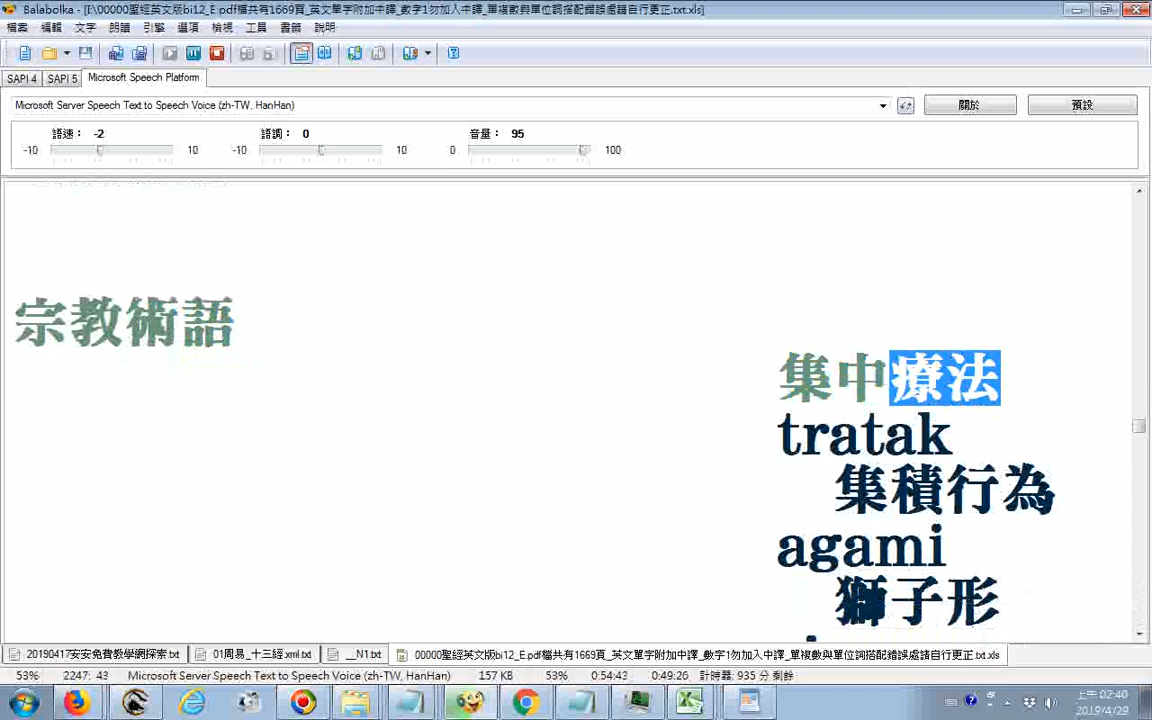 Balabolka - [I:\00000聖經英文版bi12_E.pdf檔共有1669頁_英文單字附加中譯_數字1勿加入中譯_單複數與單位詞搭配錯誤處請自行更正.txt.xls]
檔案 編輯 文字 朗讀 引擎 選項 檢視 工具 書籤 說明
SAPI 4 SAPI 5 Microsoft Speech Platform
Microsoft Server Speech Text to Speech Voice (zh-TW, HanHan) 關於 預設
語速： -2 語調： 0 音量： 95
-10 10 -10 10 0 100
宗教術語
集中療法
tratak
集積行為
agami
獅子形
20190417安安免費教學網探索.txt 01周易_十三經.xml.txt __N1.txt 00000聖經英文版bi12_E.pdf檔共有1669頁_英文單字附加中譯_數字1勿加入中譯_單複數與單位詞搭配錯誤處請自行更正.txt.xls
53% 2247: 43 Microsoft Server Speech Text to Speech Voice (zh-TW, HanHan) 157 KB 53% 0:54:43 0:49:26 計時器: 935 分 剩餘
上午 02:40
2019/4/29